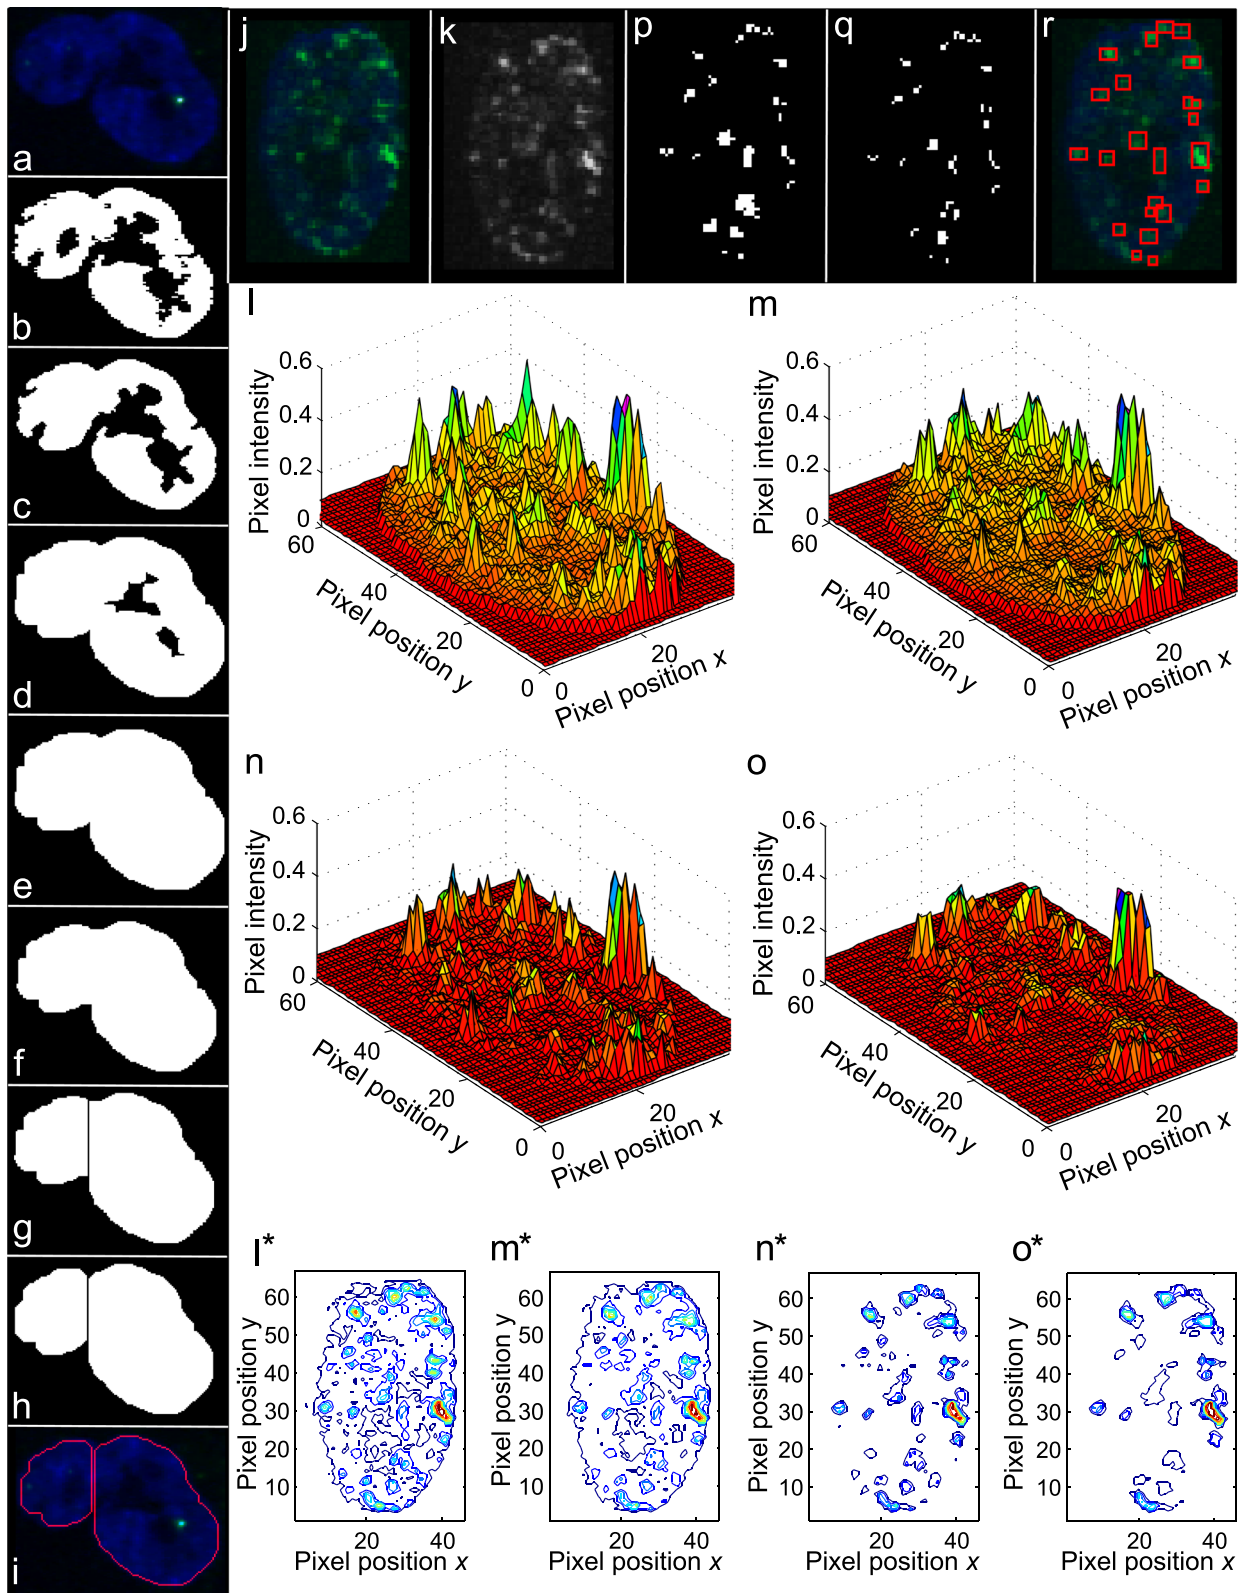 a
b
c
d
e
f
g
h
i
j
k
p
q
r
l
0.6
0.4
0.2
0
60
40
20
0
0
20
Pixel intensity
Pixel position y
Pixel position x
m
0.6
0.4
0.2
0
60
40
20
0
0
20
Pixel intensity
Pixel position y
Pixel position x
n
0.6
0.4
0.2
0
60
40
20
0
0
20
Pixel intensity
Pixel position y
Pixel position x
o
0.6
0.4
0.2
0
60
40
20
0
0
20
Pixel intensity
Pixel position y
Pixel position x
l*
60
50
40
30
20
10
20
40
Pixel position y
Pixel position x
m*
60
50
40
30
20
10
20
40
Pixel position y
Pixel position x
n*
60
50
40
30
20
10
20
40
Pixel position y
Pixel position x
o*
60
50
40
30
20
10
20
40
Pixel position y
Pixel position x